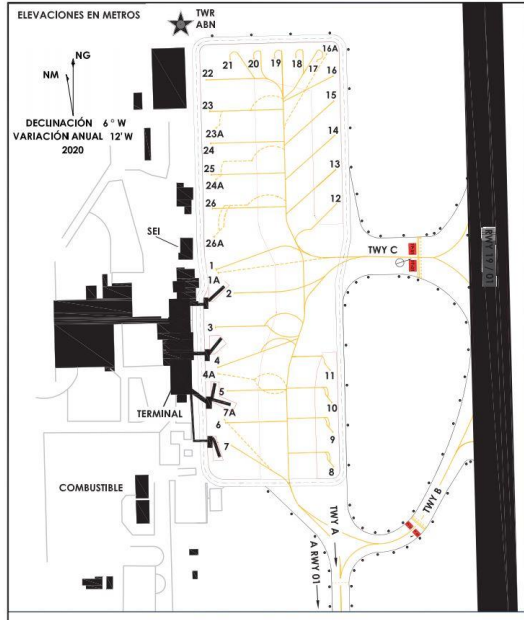 ELEVACIONES EN METROS
TWR
ABN
NG
NM
DECLINACIÓN 6 ° W
VARIACIÓN ANUAL 12' W
2020
16A
21
20
19
18
17
16
22
15
23
23A
14
24
25
13
24A
26
12
SEI
26A
TWY C
RWY 19 / 01
1
1A
2
3
4
4A
11
5
10
7A
TERMINAL
6
9
7
8
COMBUSTIBLE
TWY B
TWY A
A RWY 01